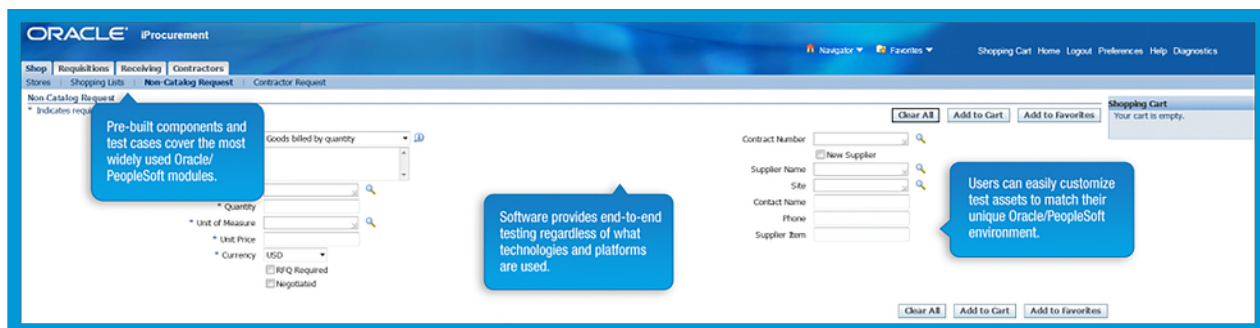 ORACLE® iProcurement
Navigator Favorites Shopping Cart Home Logout Preferences Help Diagnostics
Shop Requisitions Receiving Contractors
Stores | Shopping Lists | Non-Catalog Request | Contractor Request
Non-Catalog Request
* Indicates requi
Clear All Add to Cart Add to Favorites
Shopping Cart
Your cart is empty.
Pre-built components and
test cases cover the most
widely used Oracle/
PeopleSoft modules.
Goods billed by quantity
* Quantity
* Unit of Measure
* Unit Price
* Currency USD
RFQ Required
Negotiated
Software provides end-to-end
testing regardless of what
technologies and platforms
are used.
Contract Number
New Supplier
Supplier Name
Site
Contact Name
Phone
Supplier Item
Users can easily customize
test assets to match their
unique Oracle/PeopleSoft
environment.
Clear All Add to Cart Add to Favorites